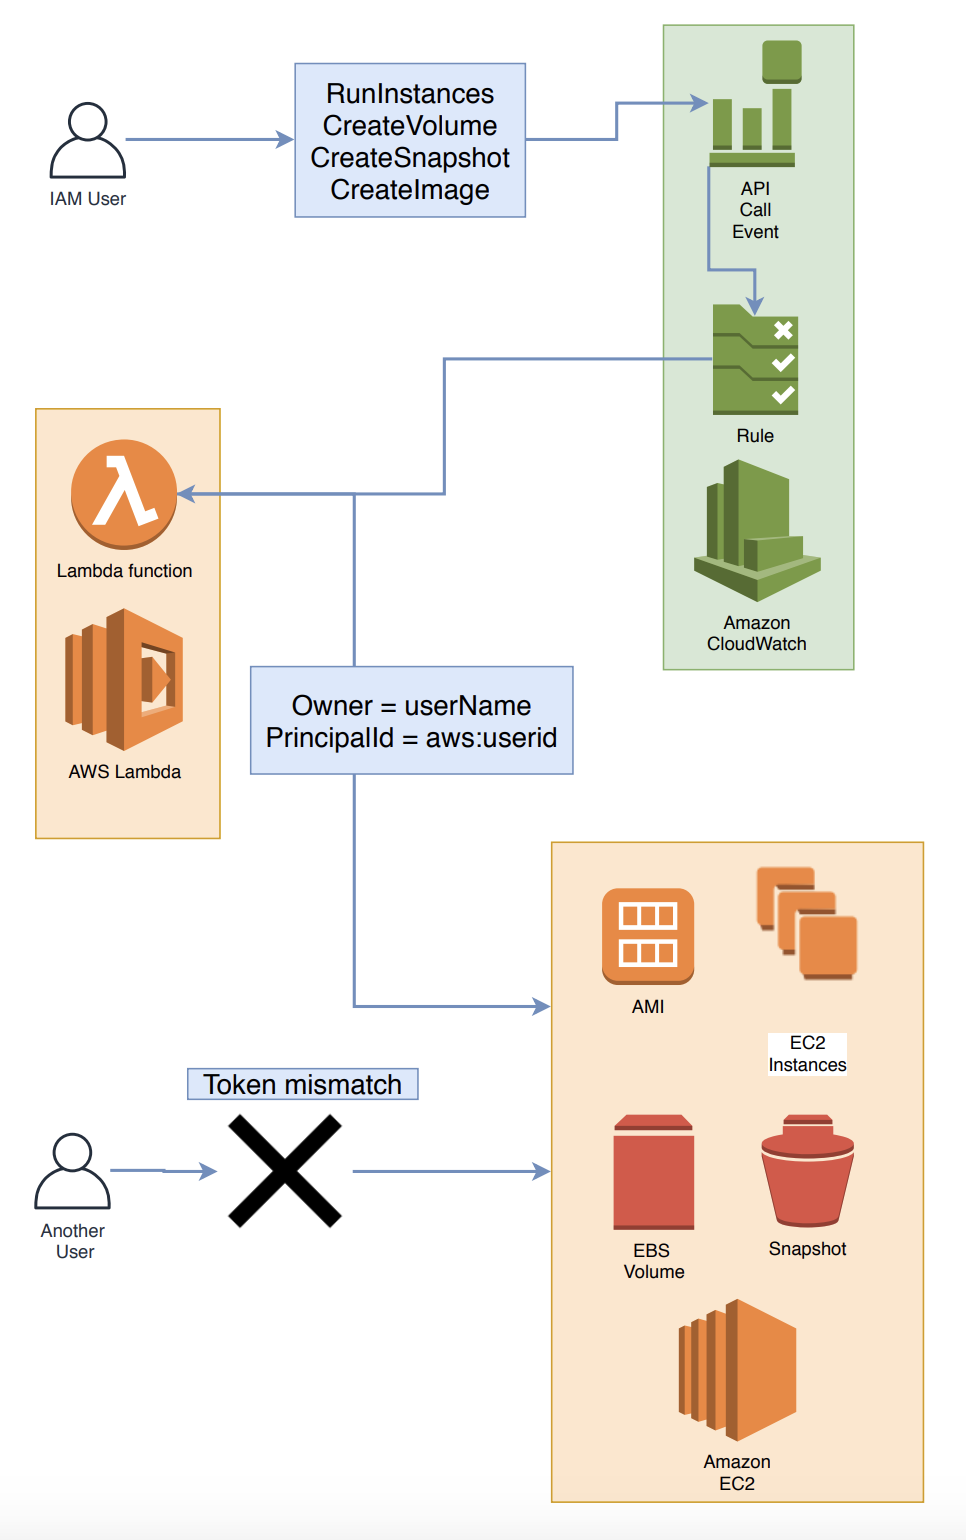 IAM User
RunInstances
CreateVolume
CreateSnapshot
CreateImage
API
Call
Event
Rule
Amazon
CloudWatch
Lambda function
AWS Lambda
Owner = userName
PrincipalId = aws:userid
AMI
EC2
Instances
Token mismatch
Another
User
EBS
Volume
Snapshot
Amazon
EC2